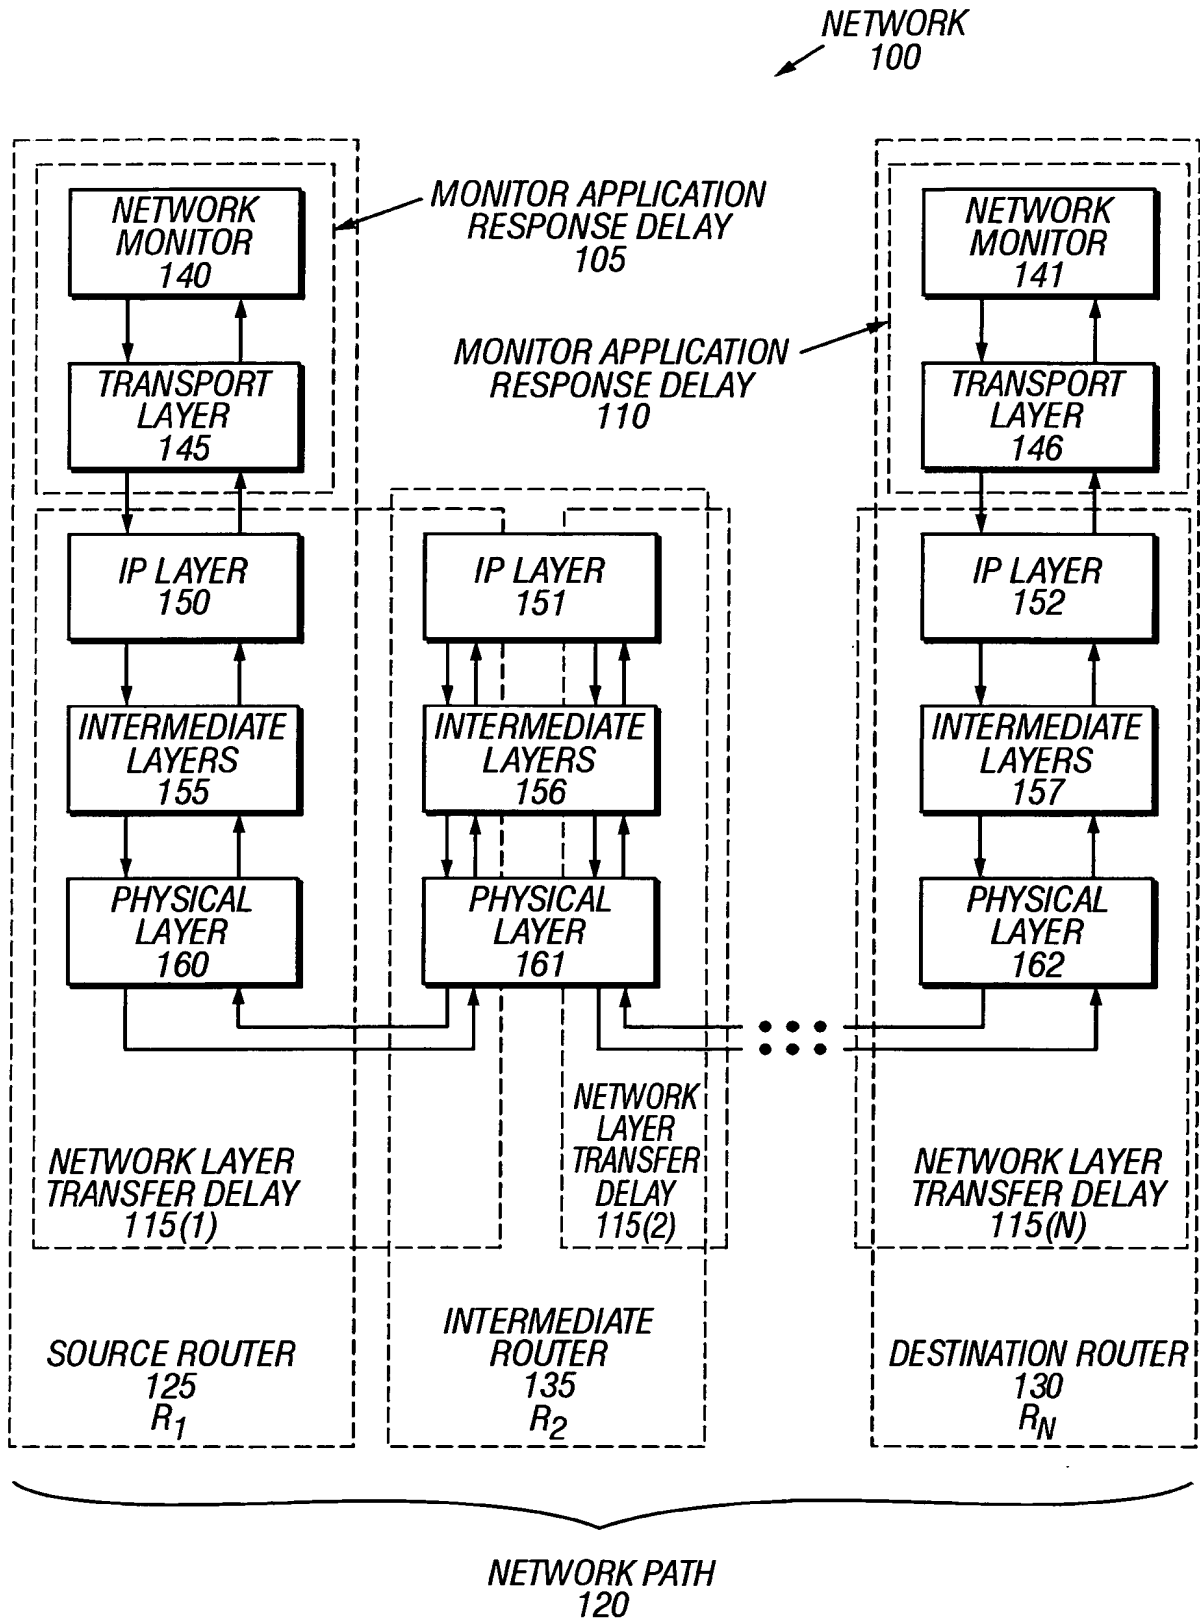 NETWORK
100
NETWORK
MONITOR
140
MONITOR APPLICATION
RESPONSE DELAY
105
NETWORK
MONITOR
141
TRANSPORT
LAYER
145
MONITOR APPLICATION
RESPONSE DELAY
110
TRANSPORT
LAYER
146
IP LAYER
150
IP LAYER
151
IP LAYER
152
INTERMEDIATE
LAYERS
155
INTERMEDIATE
LAYERS
156
INTERMEDIATE
LAYERS
157
PHYSICAL
LAYER
160
PHYSICAL
LAYER
161
PHYSICAL
LAYER
162
NETWORK LAYER
TRANSFER DELAY
115(1)
NETWORK
LAYER
TRANSFER
DELAY
115(2)
NETWORK LAYER
TRANSFER DELAY
115(N)
SOURCE ROUTER
125
R1
INTERMEDIATE
ROUTER
135
R2
DESTINATION ROUTER
130
RN
NETWORK PATH
120